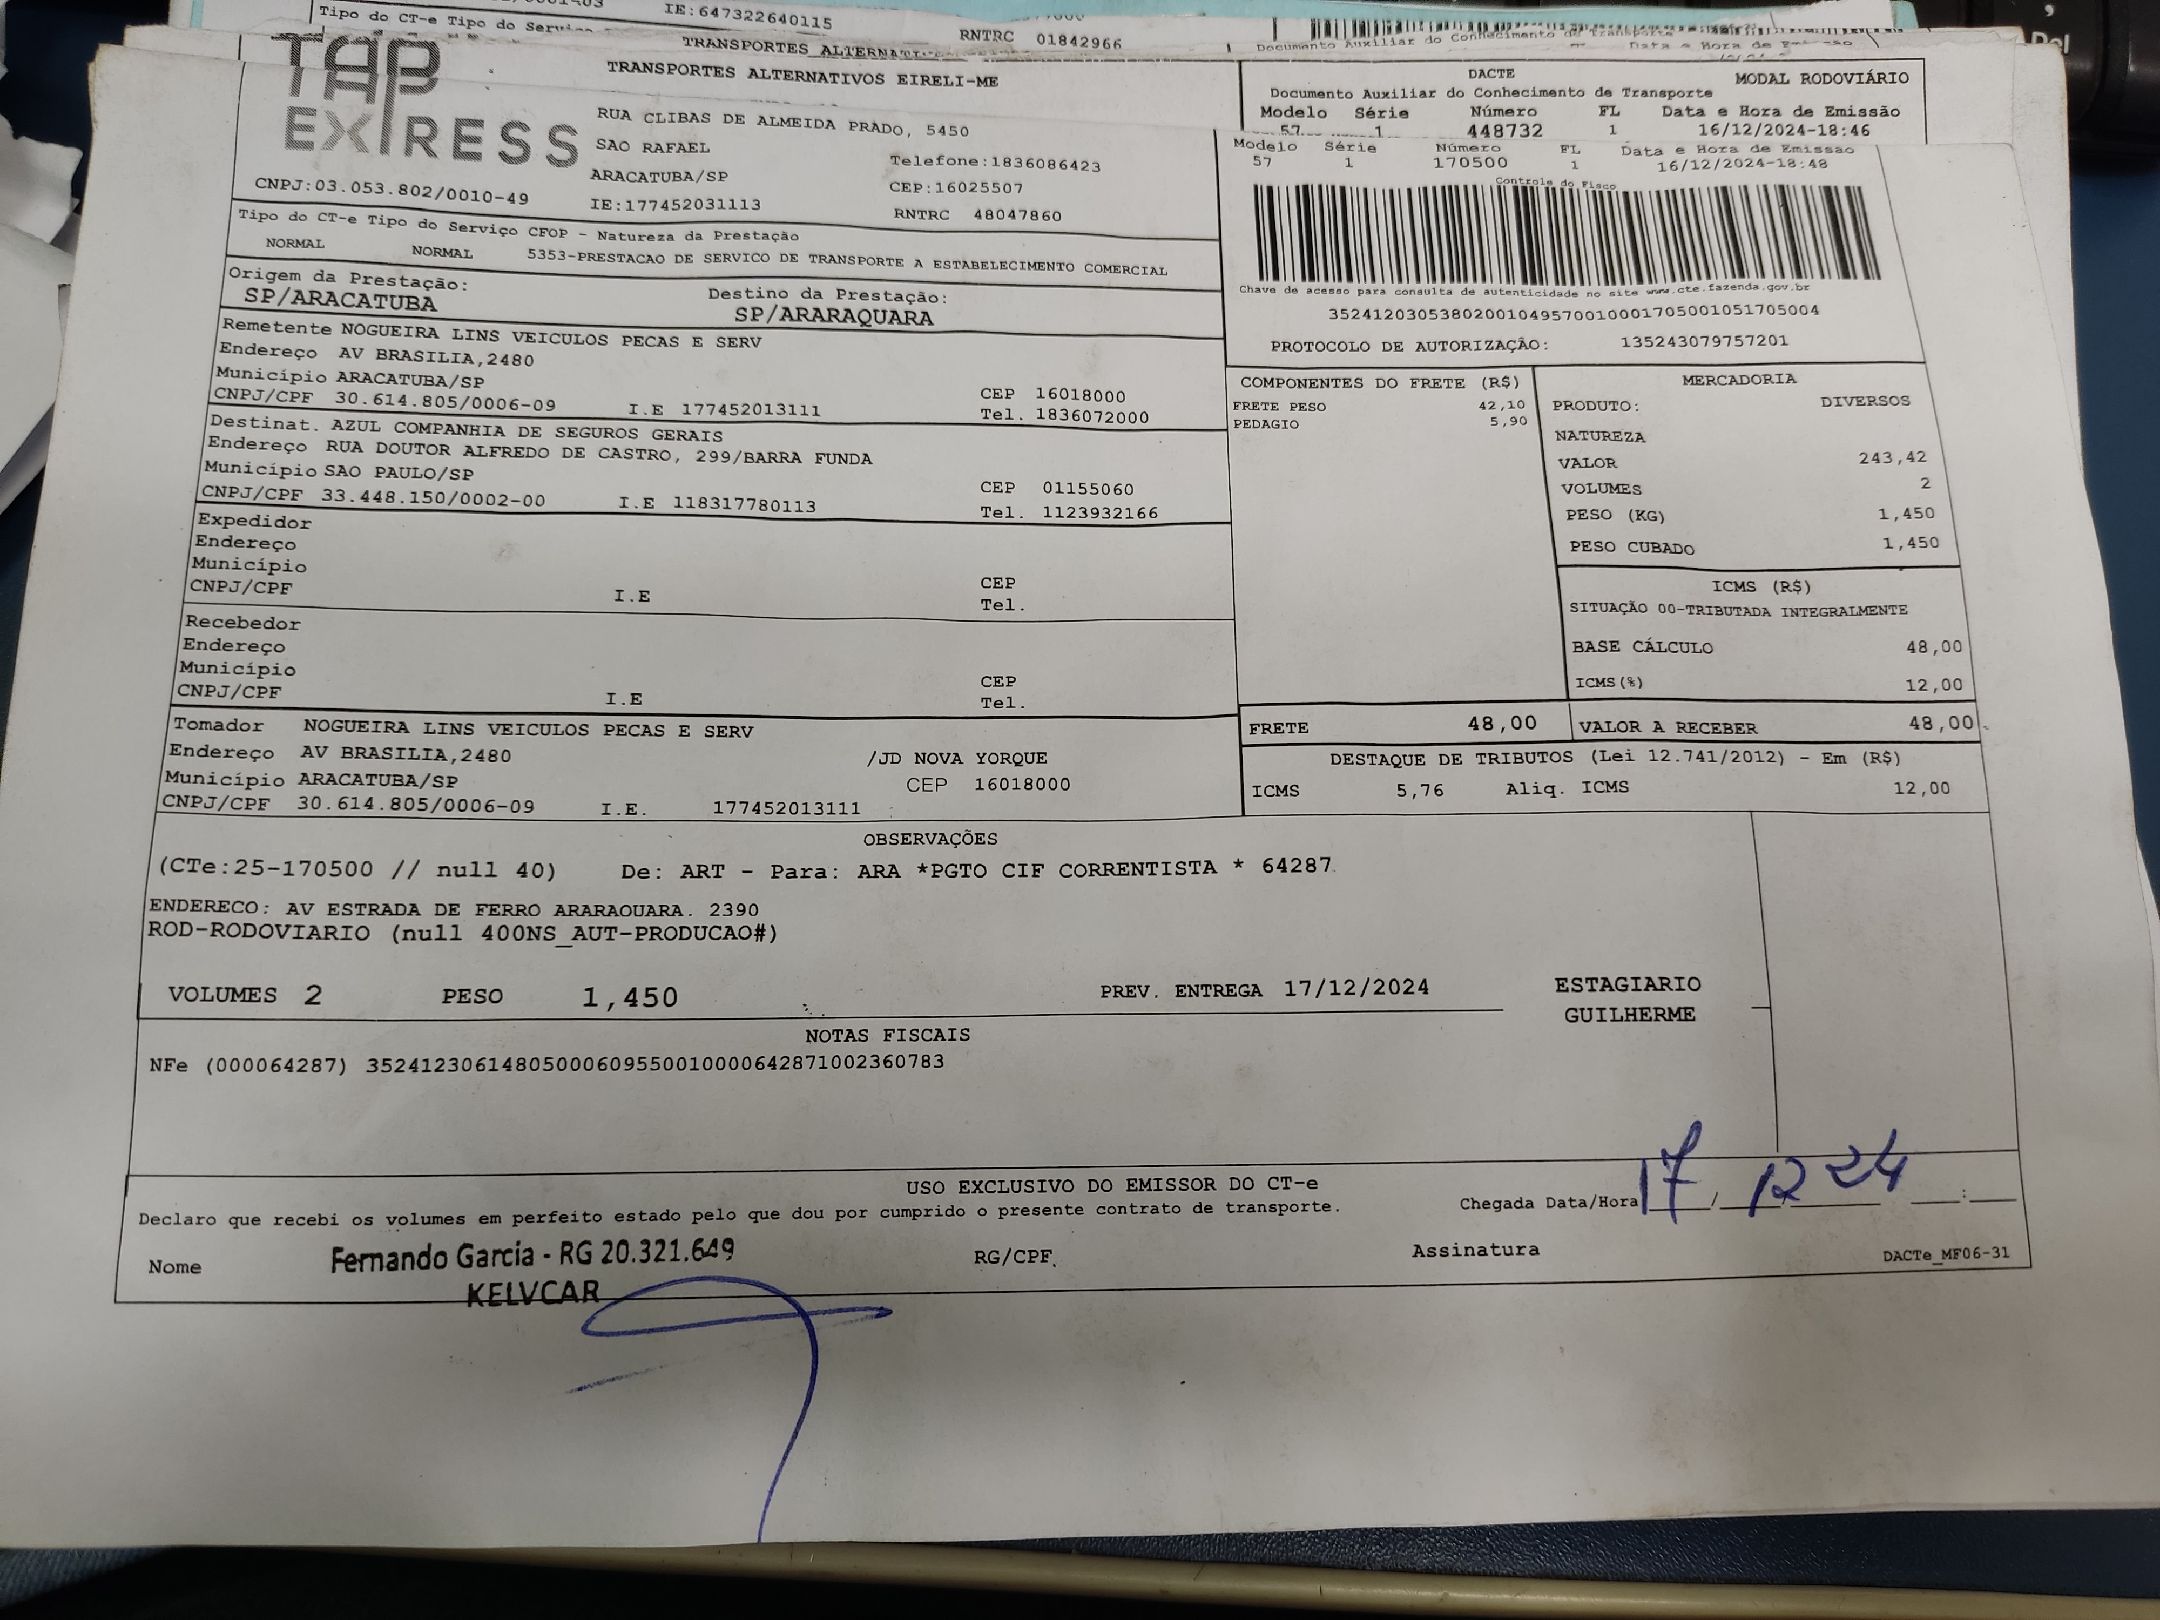 IE:647322640115
Tipo do CT-e Tipo do
RNTRC 01842966
TRANSPORTES
Documento Auxiliar do Conhecimento de Transporte
TAP
EXPRESS
TRANSPORTES ALTERNATIVOS EIRELI-ME
RUA CLIBAS DE ALMEIDA PRADO, 5450
SAO RAFAEL
Telefone:1836086423
ARACATUBA/SP
CEP:16025507
CNPJ:03.053.802/0010-49
IE:177452031113
RNTRC 48047860
DACTE
MODAL RODOVIÁRIO
Documento Auxiliar do Conhecimento de Transporte
Modelo Série Número FL Data e Hora de Emissão
57 1 448732 1 16/12/2024-18:46
Modelo Série Número FL Data e Hora de Emissão
57 1 170500 1 16/12/2024-18:48
Controle do Fisco
Chave de acesso para consulta de autenticidade no site www.cte.fazenda.gov.br
35241203053802001049570010001705001051705004
PROTOCOLO DE AUTORIZAÇÃO: 135243079757201
Tipo do CT-e Tipo do Serviço CFOP - Natureza da Prestação
NORMAL NORMAL 5353-PRESTACAO DE SERVICO DE TRANSPORTE A ESTABELECIMENTO COMERCIAL
Origem da Prestação: Destino da Prestação:
SP/ARACATUBA SP/ARARAQUARA
Remetente NOGUEIRA LINS VEICULOS PECAS E SERV
Endereço AV BRASILIA,2480
Município ARACATUBA/SP CEP 16018000
CNPJ/CPF 30.614.805/0006-09 I.E 177452013111 Tel. 1836072000
Destinat. AZUL COMPANHIA DE SEGUROS GERAIS
Endereço RUA DOUTOR ALFREDO DE CASTRO, 299/BARRA FUNDA
Município SAO PAULO/SP CEP 01155060
CNPJ/CPF 33.448.150/0002-00 I.E 118317780113 Tel. 1123932166
Expedidor
Endereço
Município CEP
CNPJ/CPF I.E Tel.
Recebedor
Endereço
Município CEP
CNPJ/CPF I.E Tel.
Tomador NOGUEIRA LINS VEICULOS PECAS E SERV
Endereço AV BRASILIA,2480 /JD NOVA YORQUE
Município ARACATUBA/SP CEP 16018000
CNPJ/CPF 30.614.805/0006-09 I.E. 177452013111
COMPONENTES DO FRETE (R$)
FRETE PESO 42,10
PEDAGIO 5,90
MERCADORIA
PRODUTO: DIVERSOS
NATUREZA
VALOR 243,42
VOLUMES 2
PESO (KG) 1,450
PESO CUBADO 1,450
ICMS (R$)
SITUAÇÃO 00-TRIBUTADA INTEGRALMENTE
BASE CÁLCULO 48,00
ICMS(%) 12,00
FRETE 48,00 VALOR A RECEBER 48,00
DESTAQUE DE TRIBUTOS (Lei 12.741/2012) - Em (R$)
ICMS 5,76 Aliq. ICMS 12,00
OBSERVAÇÕES
(CTe:25-170500 // null 40) De: ART - Para: ARA *PGTO CIF CORRENTISTA * 64287
ENDERECO: AV ESTRADA DE FERRO ARARAQUARA. 2390
ROD-RODOVIARIO (null 400NS_AUT-PRODUCAO#)
VOLUMES 2 PESO 1,450 PREV. ENTREGA 17/12/2024
ESTAGIARIO
GUILHERME
NOTAS FISCAIS
NFe (000064287) 35241230614805000609550010000642871002360783
USO EXCLUSIVO DO EMISSOR DO CT-e
Declaro que recebi os volumes em perfeito estado pelo que dou por cumprido o presente contrato de transporte.
Chegada Data/Hora 17/ 12 24 :
Nome Fernando Garcia - RG 20.321.649 RG/CPF. Assinatura DACTe_MF06-31
KELVCAR